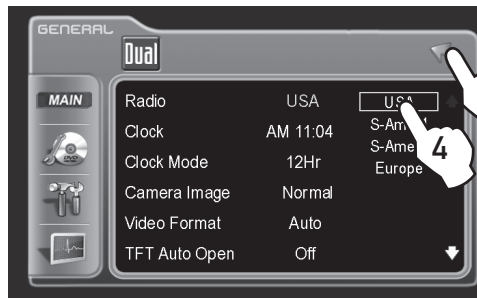 GENERAL
Dual
MAIN
Radio USA USA
Clock AM 11:04
Clock Mode 12Hr Europe
Camera Image Normal
Video Format Auto
TFT Auto Open Off
DVD
4